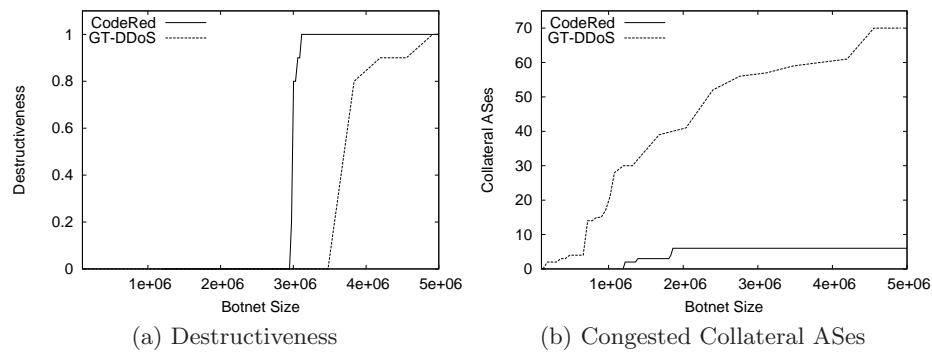 CodeRed
GT-DDoS
1
0.8
0.6
0.4
0.2
0
Destructiveness
1e+06 2e+06 3e+06 4e+06 5e+06
Botnet Size
(a) Destructiveness
CodeRed
GT-DDoS
70
60
50
40
30
20
10
0
Collateral ASes
1e+06 2e+06 3e+06 4e+06 5e+06
Botnet Size
(b) Congested Collateral ASes